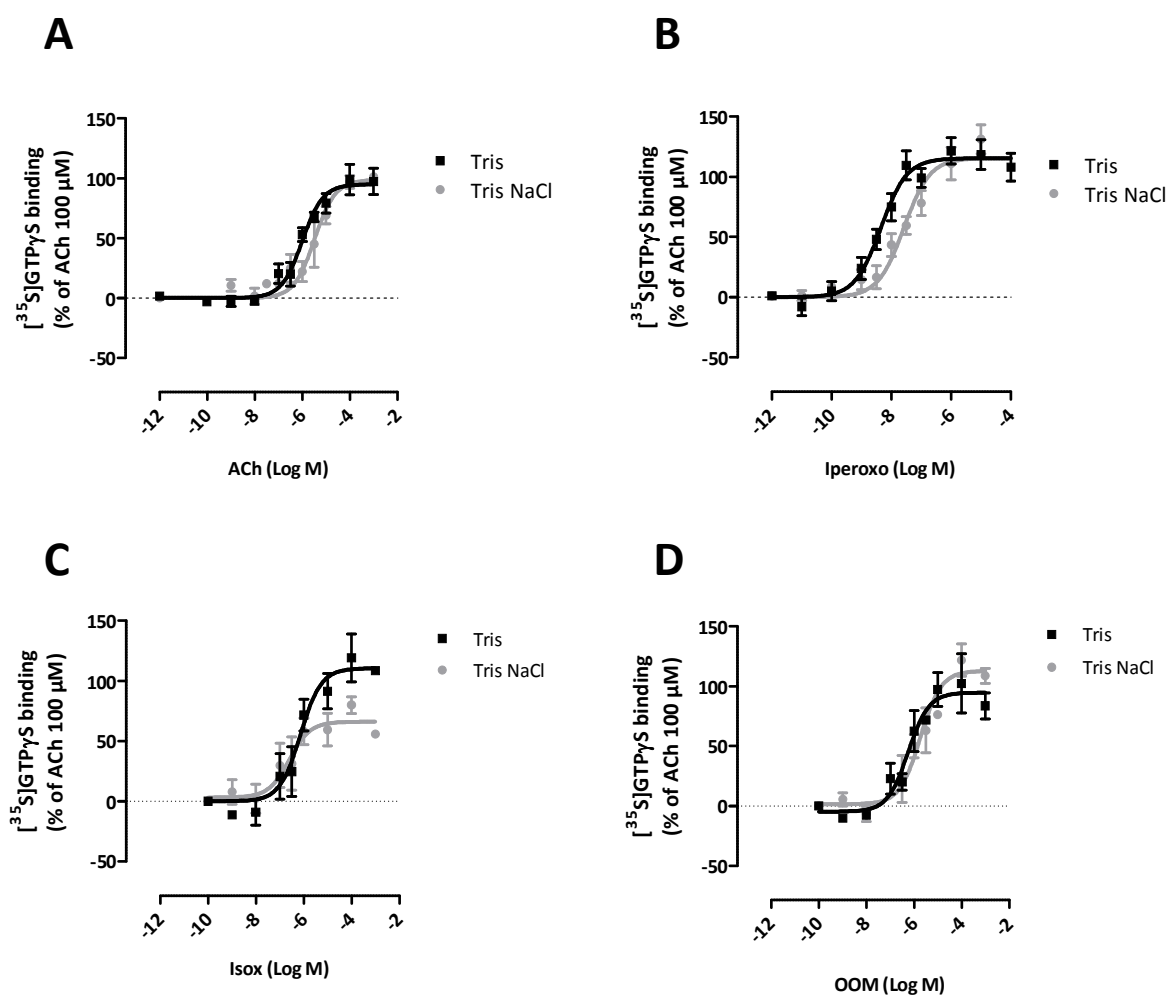 A
[35S]GTPγS binding
(% of ACh 100 µM)
150
100
50
0
-50
-12
-10
-8
-6
-4
-2
ACh (Log M)
Tris
Tris NaCl
B
[35S]GTPγS binding
(% of ACh 100 µM)
150
100
50
0
-50
-12
-10
-8
-6
-4
Iperoxo (Log M)
Tris
Tris NaCl
C
[35S]GTPγS binding
(% of ACh 100 µM)
150
100
50
0
-50
-12
-10
-8
-6
-4
-2
Isox (Log M)
Tris
Tris NaCl
D
[35S]GTPγS binding
(% of ACh 100 µM)
150
100
50
0
-50
-12
-10
-8
-6
-4
-2
OOM (Log M)
Tris
Tris NaCl